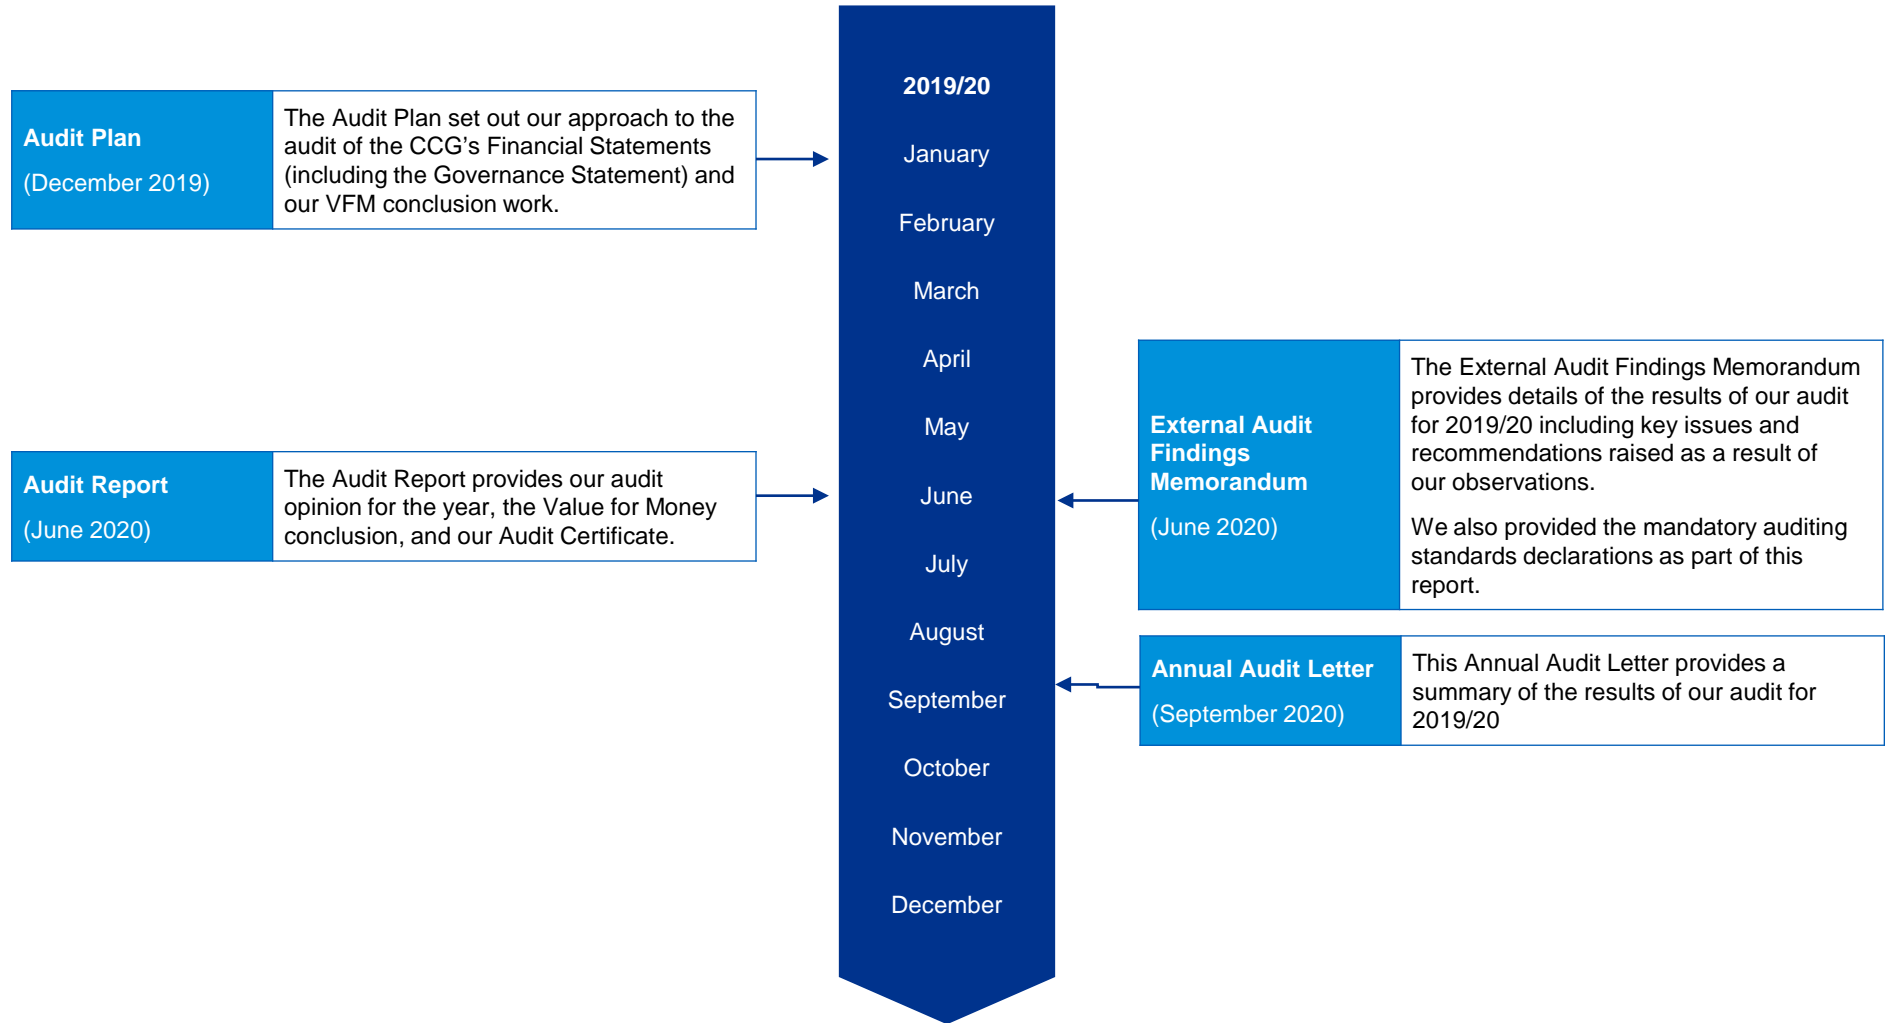 2019/20
January
February
March
April
May
June
July
August
September
October
November
December
Audit Plan
(December 2019)
The Audit Plan set out our approach to the
audit of the CCG's Financial Statements
(including the Governance Statement) and
our VFM conclusion work.
Audit Report
(June 2020)
The Audit Report provides our audit
opinion for the year, the Value for Money
conclusion, and our Audit Certificate.
External Audit
Findings
Memorandum
(June 2020)
The External Audit Findings Memorandum
provides details of the results of our audit
for 2019/20 including key issues and
recommendations raised as a result of
our observations.
We also provided the mandatory auditing
standards declarations as part of this
report.
Annual Audit Letter
(September 2020)
This Annual Audit Letter provides a
summary of the results of our audit for
2019/20